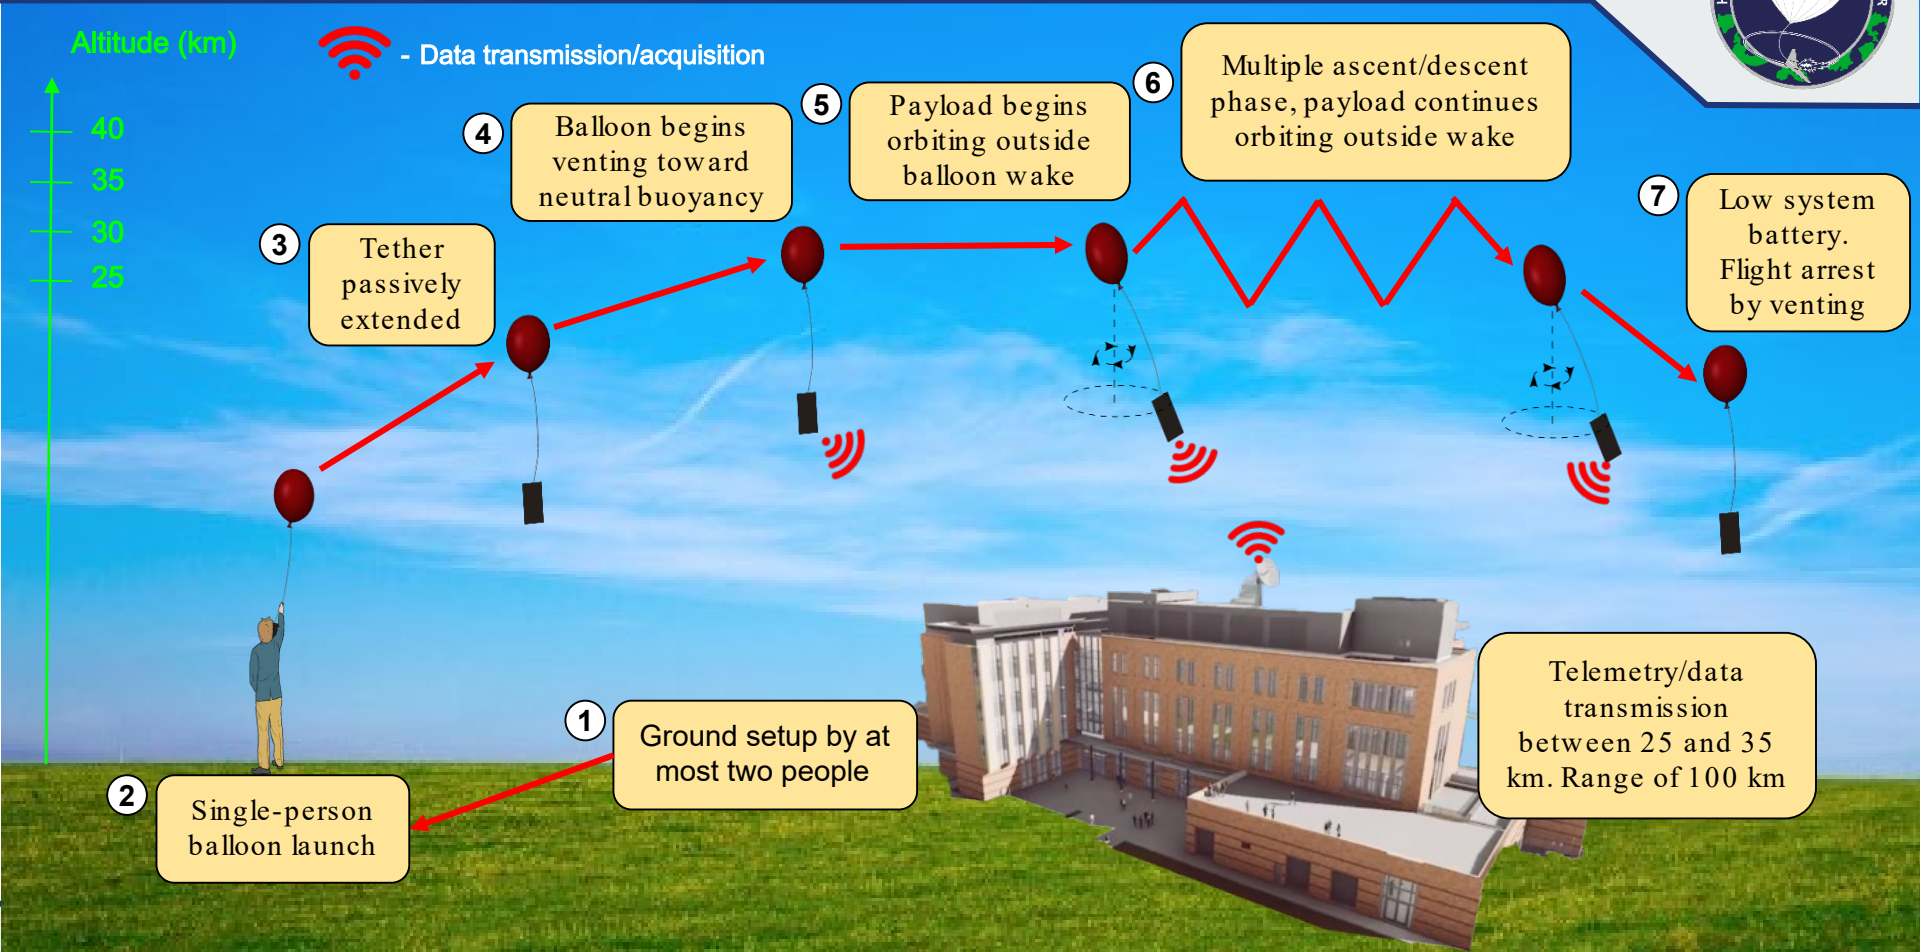 Altitude (km)
- Data transmission/acquisition
40
35
30
25
1
Ground setup by at
most two people
2
Single-person
balloon launch
3
Tether
passively
extended
4
Balloon begins
venting toward
neutral buoyancy
5
Payload begins
orbiting outside
balloon wake
6
Multiple ascent/descent
phase, payload continues
orbiting outside wake
7
Low system
battery.
Flight arrest
by venting
Telemetry/data
transmission
between 25 and 35
km. Range of 100 km